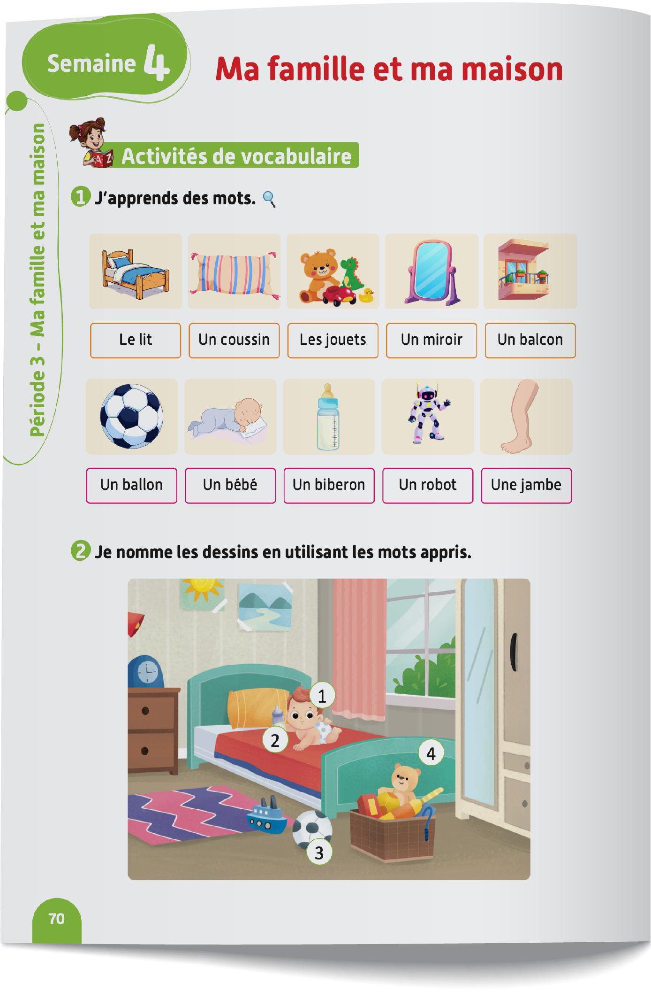 Semaine 4
Ma famille et ma maison
Période 3 - Ma famille et ma maison
A Z
Activités de vocabulaire
1 J'apprends des mots.
Le lit
Un coussin
Les jouets
Un miroir
Un balcon
Un ballon
Un bébé
Un biberon
Un robot
Une jambe
2 Je nomme les dessins en utilisant les mots appris.
1
2
4
3
70